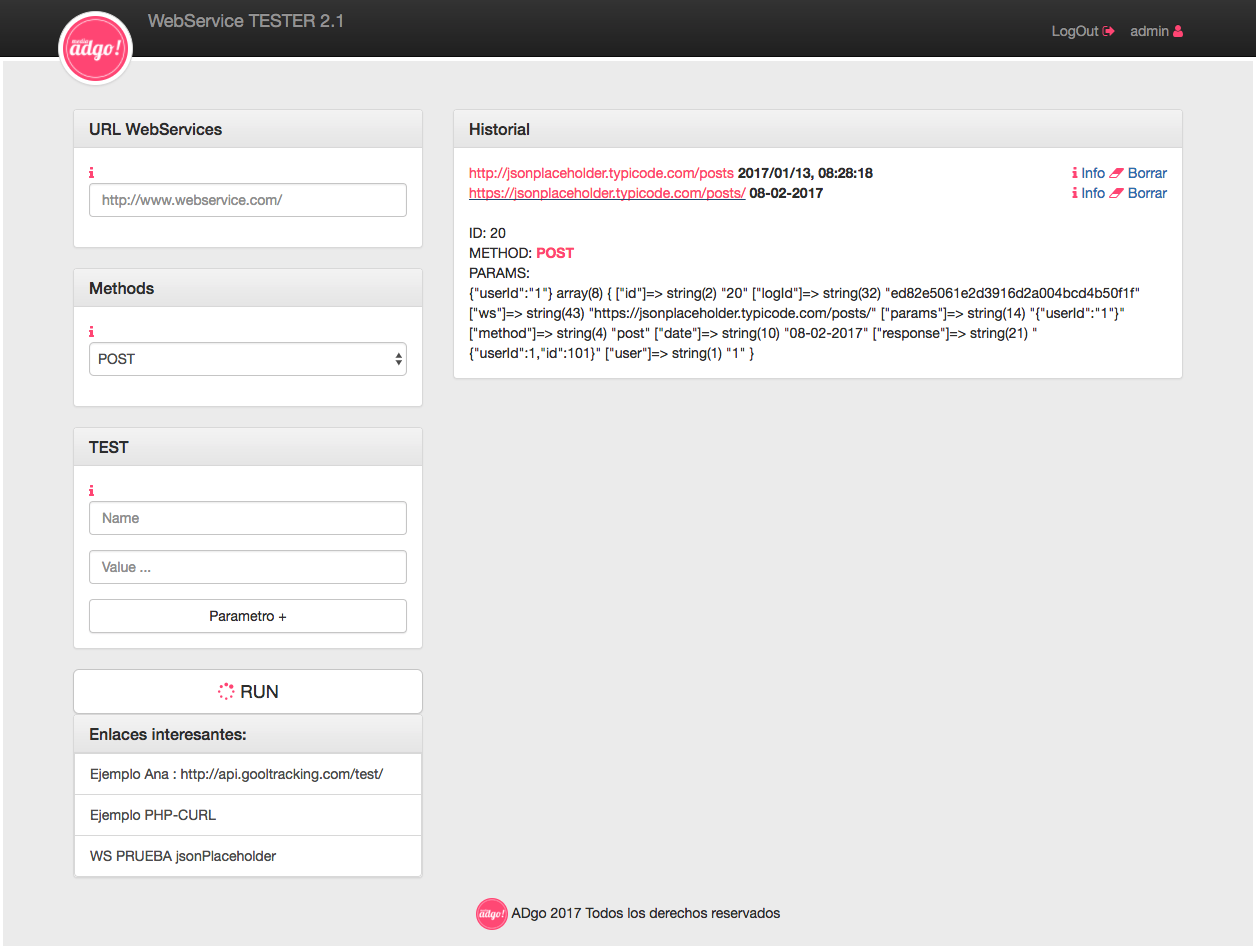 WebService TESTER 2.1
LogOut
admin
media
adgo!
URL WebServices
http://www.webservice.com/
Methods
POST
TEST
Name
Value ...
Parametro +
RUN
Enlaces interesantes:
Ejemplo Ana : http://api.gooltracking.com/test/
Ejemplo PHP-CURL
WS PRUEBA jsonPlaceholder
Historial
http://jsonplaceholder.typicode.com/posts 2017/01/13, 08:28:18 Info Borrar
https://jsonplaceholder.typicode.com/posts/ 08-02-2017 Info Borrar
ID: 20
METHOD: POST
PARAMS:
{"userId":"1"} array(8) { ["id"]=> string(2) "20" ["logId"]=> string(32) "ed82e5061e2d3916d2a004bcd4b50f1f"
["ws"]=> string(43) "https://jsonplaceholder.typicode.com/posts/" ["params"]=> string(14) "{"userId":"1"}"
["method"]=> string(4) "post" ["date"]=> string(10) "08-02-2017" ["response"]=> string(21) "
{"userId":1,"id":101}" ["user"]=> string(1) "1" }
adgo! ADgo 2017 Todos los derechos reservados